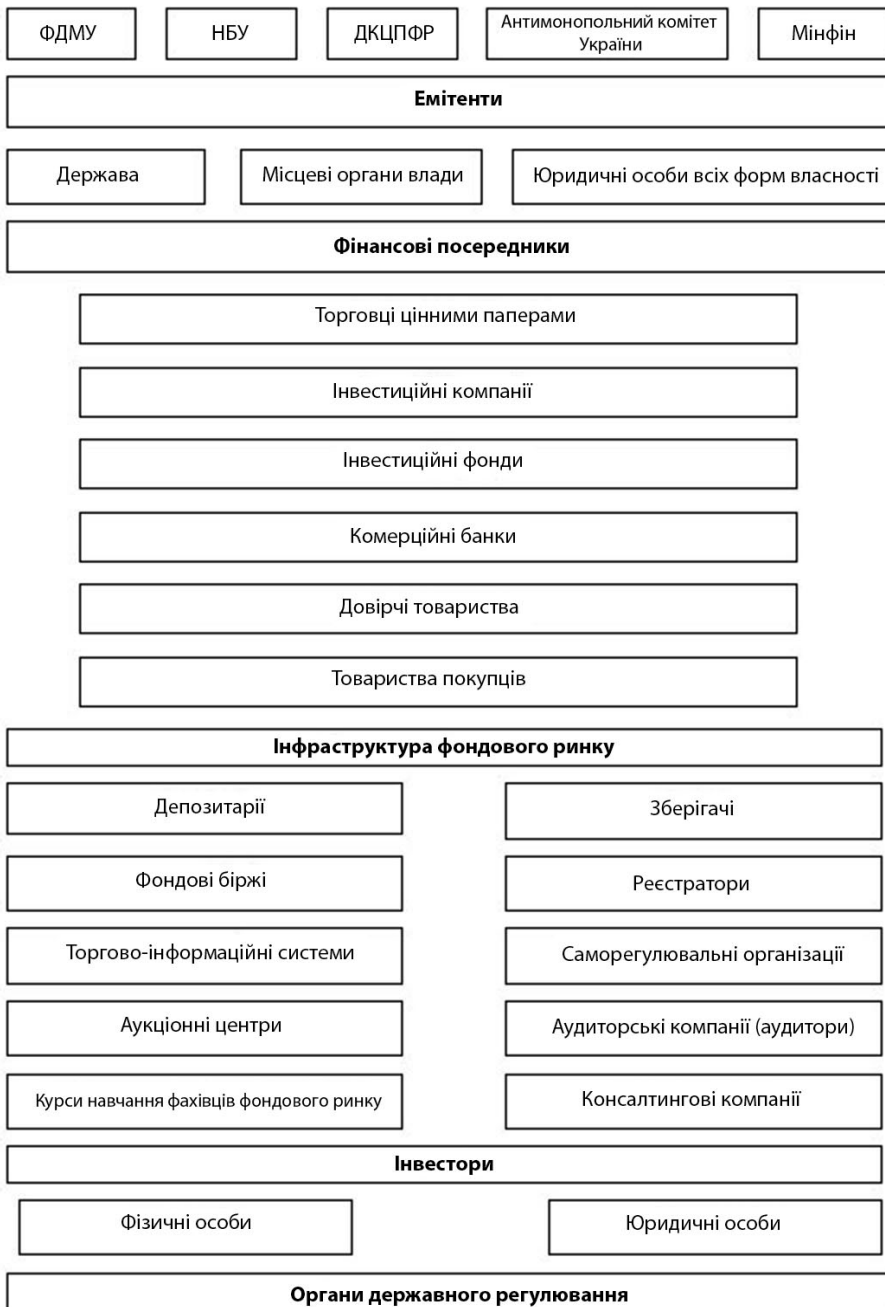 ФДМУ
НБУ
ДКЦПФР
Антимонопольний комітет
України
Мінфін
Емітенти
Держава
Місцеві органи влади
Юридичні особи всіх форм власності
Фінансові посередники
Торговці цінними паперами
Інвестиційні компанії
Інвестиційні фонди
Комерційні банки
Довірчі товариства
Товариства покупців
Інфраструктура фондового ринку
Депозитарії
Зберігачі
Фондові біржі
Реєстратори
Торгово-інформаційні системи
Саморегулювальні організації
Аукціонні центри
Аудиторські компанії (аудитори)
Курси навчання фахівців фондового ринку
Консалтингові компанії
Інвестори
Фізичні особи
Юридичні особи
Органи державного регулювання